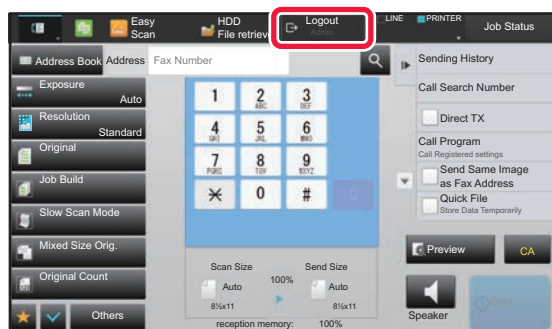 Easy
Scan
HDD
File retrieve
Logout
Admin
LINE
PRINTER
Job Status
Address Book
Address
Fax Number
Sending History
Exposure
Auto
Call Search Number
Resolution
Standard
Direct TX
Original
Call Program
Call Registered settings
Job Build
Send Same Image
as Fax Address
Slow Scan Mode
Quick File
Store Data Temporarily
Mixed Size Orig.
Original Count
Others
1
2
ABC
3
DEF
4
GHI
5
JKL
6
MNO
7
PQRS
8
TUV
9
WXYZ
0
#
C
Scan Size
100%
Send Size
Auto
Auto
8½x11
8½x11
reception memory: 100%
Preview
CA
Speaker
Start